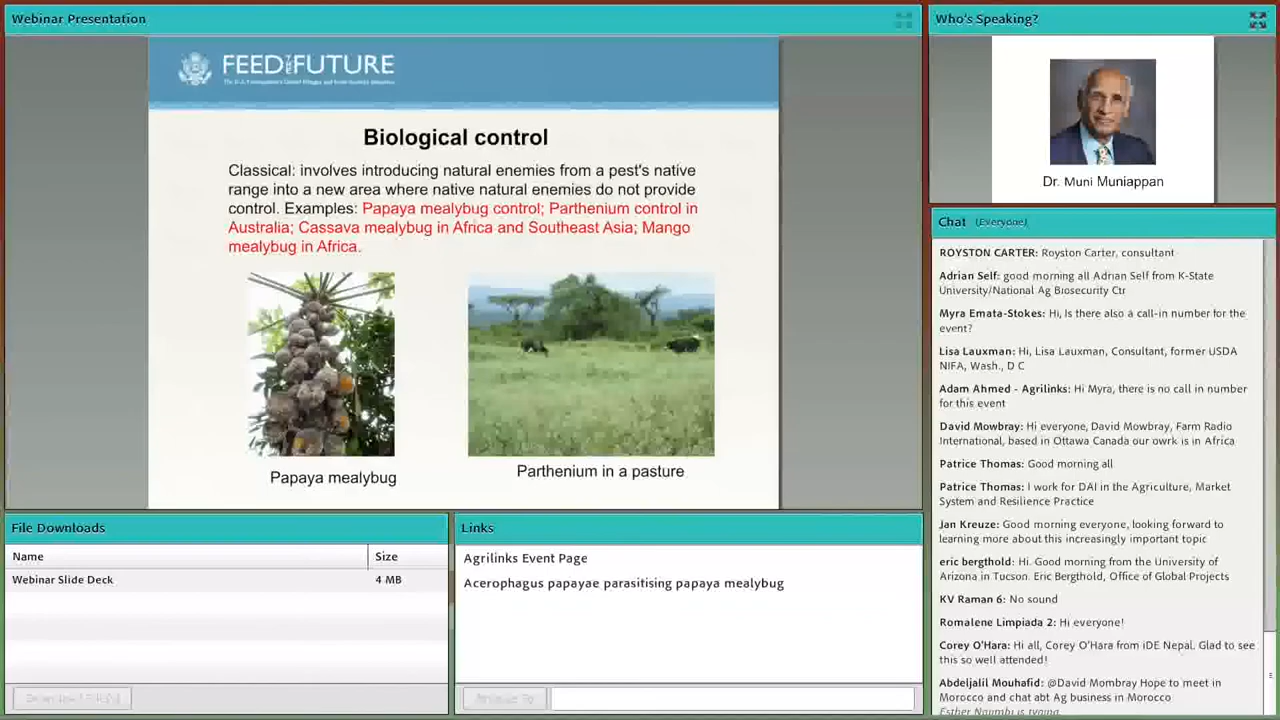 Webinar Presentation
FEED THE FUTURE
Biological control
Classical: involves introducing natural enemies from a pest's native
range into a new area where native natural enemies do not provide
control. Examples: Papaya mealybug control; Parthenium control in
Australia; Cassava mealybug in Africa and Southeast Asia; Mango
mealybug in Africa.
Papaya mealybug
Parthenium in a pasture
Who's Speaking?
Dr. Muni Muniappan
Chat (Everyone)
ROYSTON CARTER: Royston Carter, consultant
Adrian Self: good morning all Adrian Self from K-State
University/National Ag Biosecurity Ctr
Myra Emata-Stokes: Hi, Is there also a call-in number for the
event?
Lisa Lauxman: Hi, Lisa Lauxman, Consultant, former USDA
NIFA, Wash., D C
Adam Ahmed - Agrilinks: Hi Myra, there is no call in number
for this event
David Mowbray: Hi everyone, David Mowbray, Farm Radio
International, based in Ottawa Canada our owrk is in Africa
Patrice Thomas: Good morning all
Patrice Thomas: I work for DAI in the Agriculture, Market
System and Resilience Practice
Jan Kreuze: Good morning everyone, looking forward to
learning more about this increasingly important topic
eric bergthold: Hi. Good morning from the University of
Arizona in Tucson. Eric Bergthold, Office of Global Projects
KV Raman 6: No sound
Romalene Limpiada 2: Hi everyone!
Corey O'Hara: Hi all, Corey O'Hara from iDE Nepal. Glad to see
this so well attended!
Abdeljalil Mouhafid: @David Mombray Hope to meet in
Morocco and chat abt Ag business in Morocco
is typing
File Downloads
Name Size
Webinar Slide Deck 4 MB
Links
Agrilinks Event Page
Acerophagus papayae parasitising papaya mealybug